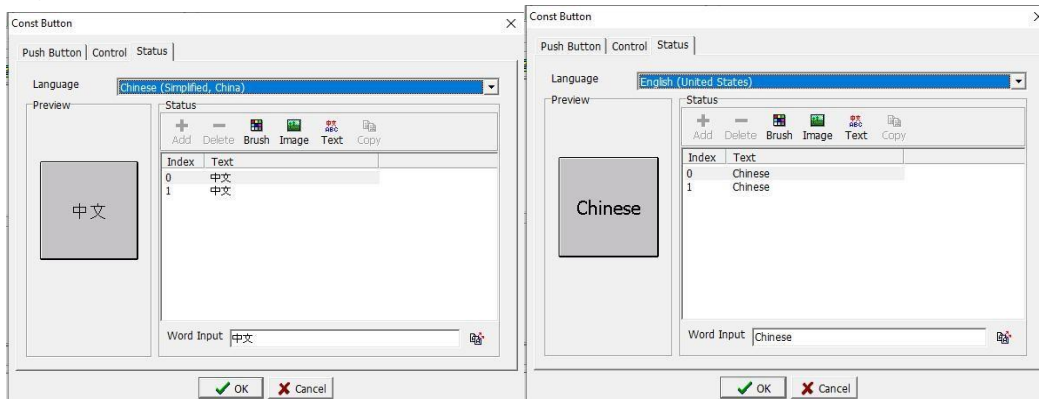 Const Button
Push Button Control Status
Language Chinese (Simplified, China)
Preview
中文
Status
Add Delete Brush Image Text Copy
Index Text
0 中文
1 中文
Word Input 中文
OK Cancel
Const Button
Push Button Control Status
Language English (United States)
Preview
Chinese
Status
Add Delete Brush Image Text Copy
Index Text
0 Chinese
1 Chinese
Word Input Chinese
OK Cancel